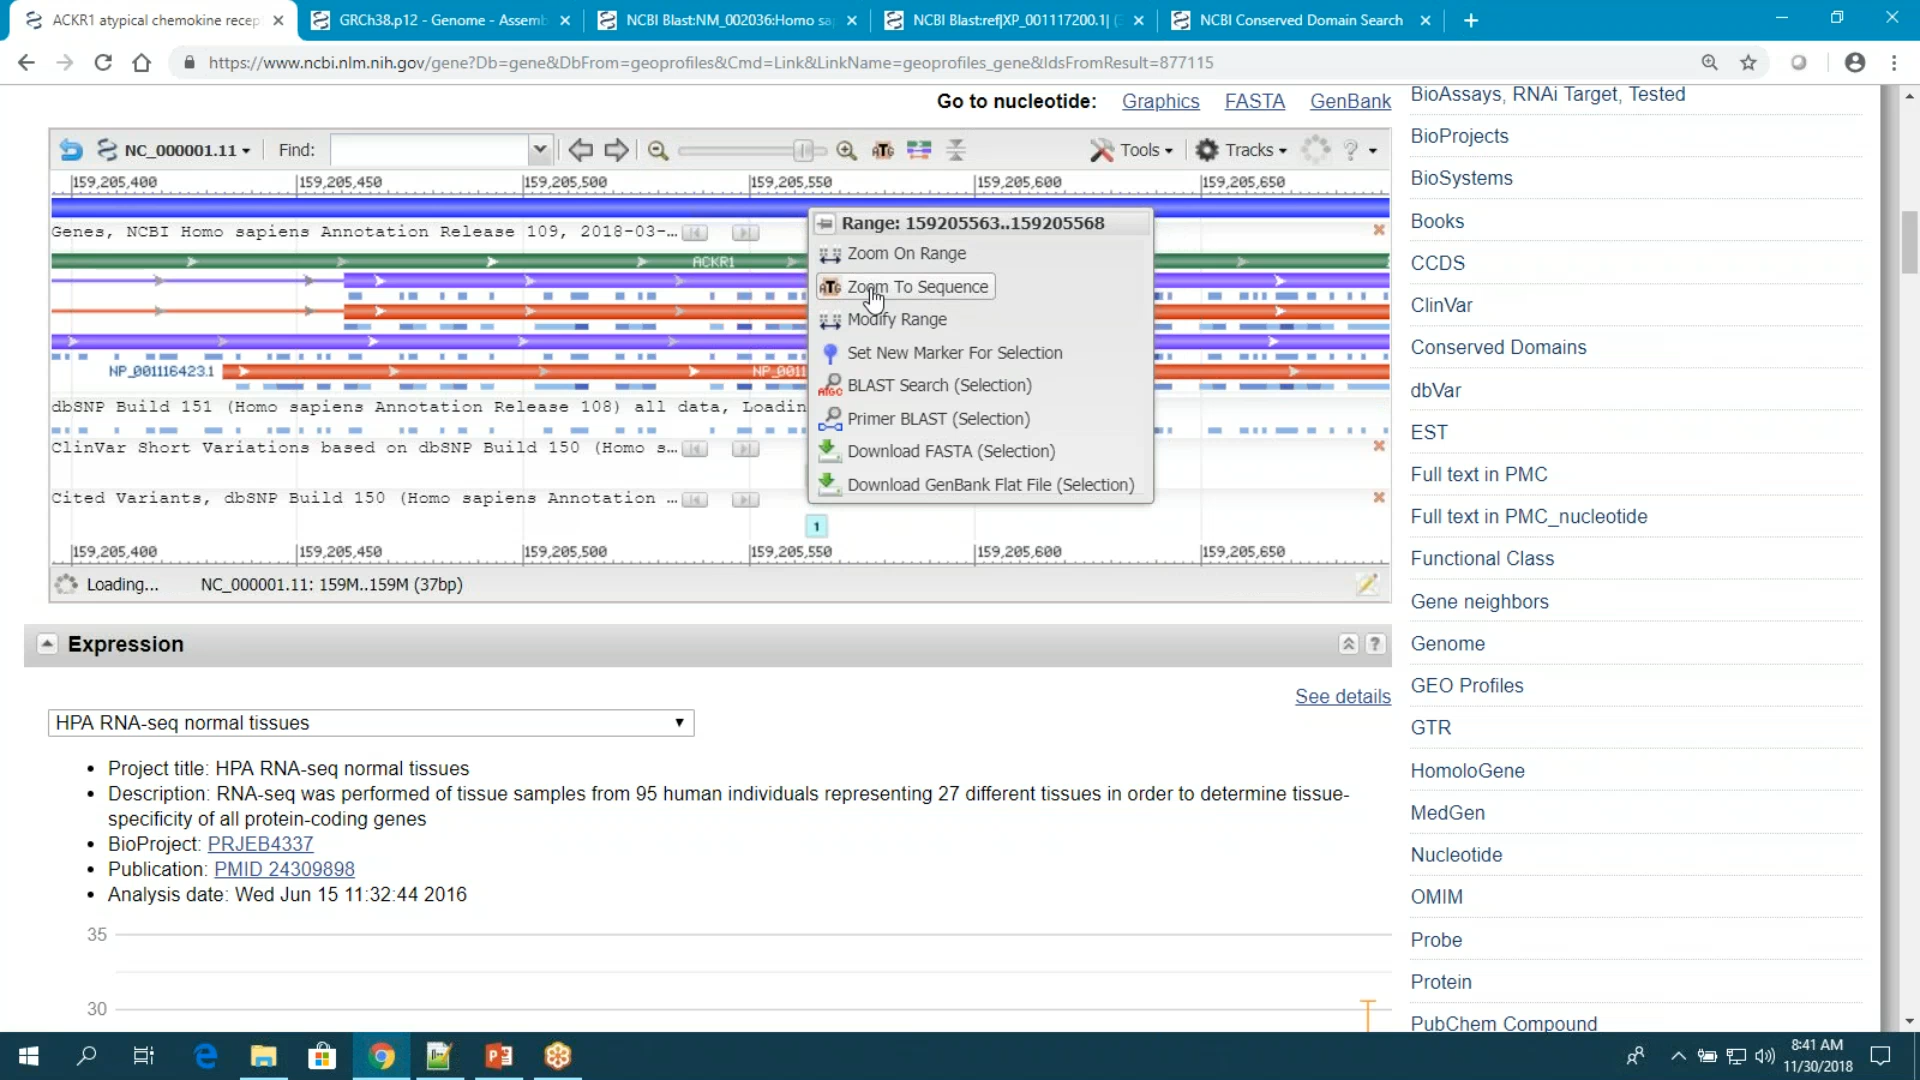 ACKR1 atypical chemokine recep
GRCh38.p12 - Genome - Assemb
NCBI Blast:NM_002036:Homo sa
NCBI Blast:ref|XP_001117200.1|
NCBI Conserved Domain Search
https://www.ncbi.nlm.nih.gov/gene?Db=gene&DbFrom=geoprofiles&Cmd=Link&LinkName=geoprofiles_gene&IdsFromResult=877115
Go to nucleotide: Graphics FASTA GenBank
NC_000001.11 Find: ATG Tools Tracks ?
159,205,400 159,205,450 159,205,500 159,205,550 159,205,600 159,205,650
Genes, NCBI Homo sapiens Annotation Release 109, 2018-03-…
ACKR1
NP_001116423.1 NP_001
dbSNP Build 151 (Homo sapiens Annotation Release 108) all data, Loadin
ClinVar Short Variations based on dbSNP Build 150 (Homo s…
Cited Variants, dbSNP Build 150 (Homo sapiens Annotation …
1
159,205,400 159,205,450 159,205,500 159,205,550 159,205,600 159,205,650
Loading... NC_000001.11: 159M..159M (37bp)
Range: 159205563..159205568
Zoom On Range
ATG Zoom To Sequence
Modify Range
Set New Marker For Selection
BLAST Search (Selection)
Primer BLAST (Selection)
Download FASTA (Selection)
Download GenBank Flat File (Selection)
Expression
?
See details
HPA RNA-seq normal tissues
• Project title: HPA RNA-seq normal tissues
• Description: RNA-seq was performed of tissue samples from 95 human individuals representing 27 different tissues in order to determine tissue-
specificity of all protein-coding genes
• BioProject: PRJEB4337
• Publication: PMID 24309898
• Analysis date: Wed Jun 15 11:32:44 2016
35
30
BioAssays, RNAi Target, Tested
BioProjects
BioSystems
Books
CCDS
ClinVar
Conserved Domains
dbVar
EST
Full text in PMC
Full text in PMC_nucleotide
Functional Class
Gene neighbors
Genome
GEO Profiles
GTR
HomoloGene
MedGen
Nucleotide
OMIM
Probe
Protein
PubChem Compound
8:41 AM
11/30/2018